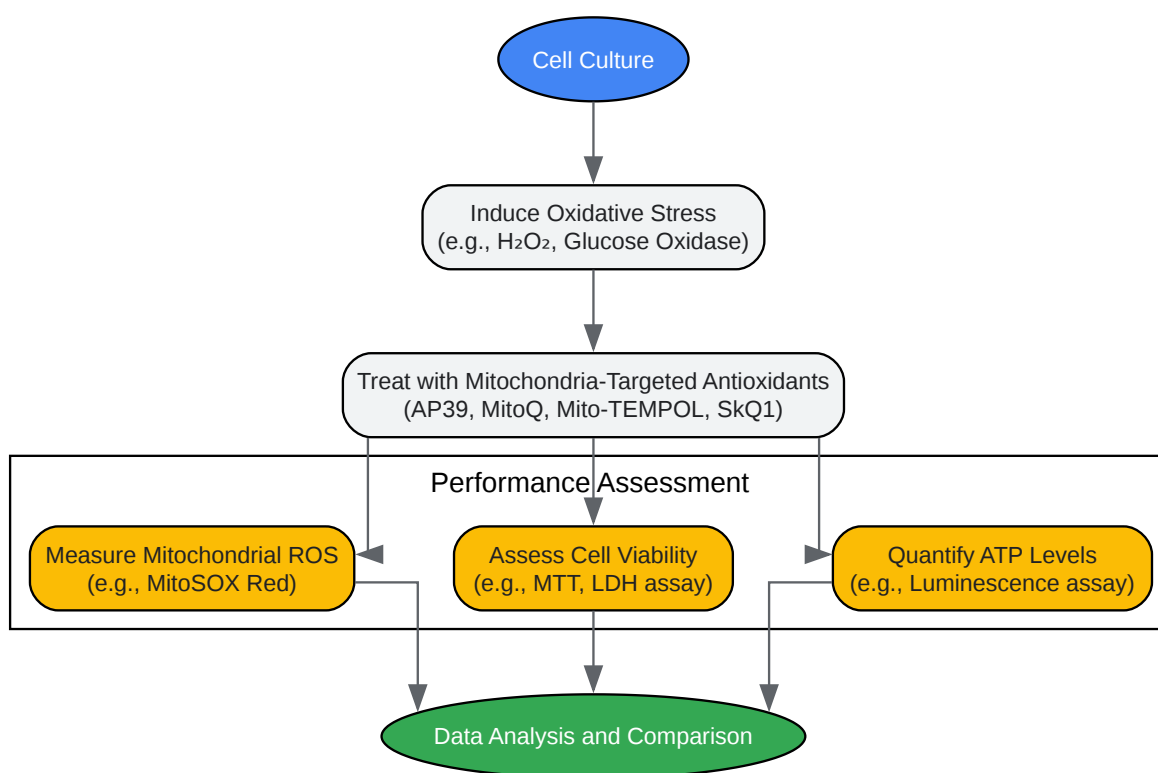 Cell Culture
Induce Oxidative Stress
(e.g., H₂O₂, Glucose Oxidase)
Treat with Mitochondria-Targeted Antioxidants
(AP39, MitoQ, Mito-TEMPOL, SkQ1)
Performance Assessment
Measure Mitochondrial ROS
(e.g., MitoSOX Red)
Assess Cell Viability
(e.g., MTT, LDH assay)
Quantify ATP Levels
(e.g., Luminescence assay)
Data Analysis and Comparison